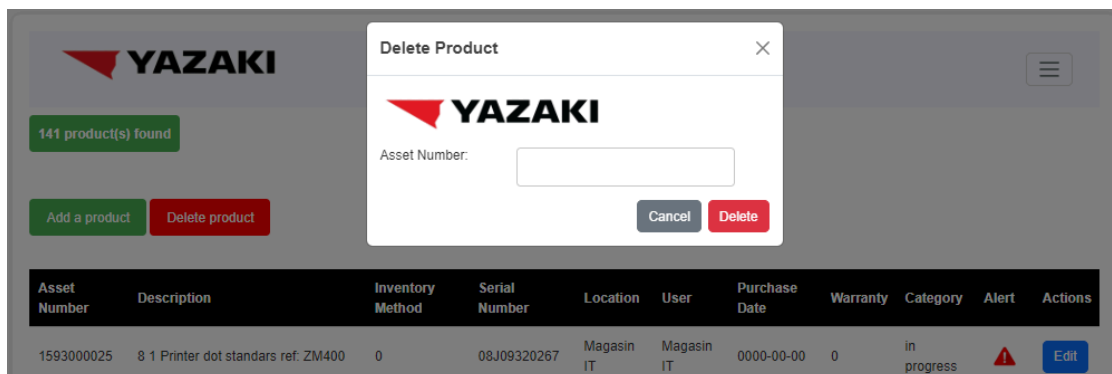 YAZAKI
141 product(s) found
Add a product Delete product
Delete Product
YAZAKI
Asset Number:
Cancel Delete
Asset Number Description Inventory Method Serial Number Location User Purchase Date Warranty Category Alert Actions
1593000025 8 1 Printer dot standars ref: ZM400 0 08J09320267 Magasin IT Magasin IT 0000-00-00 0 in progress Edit